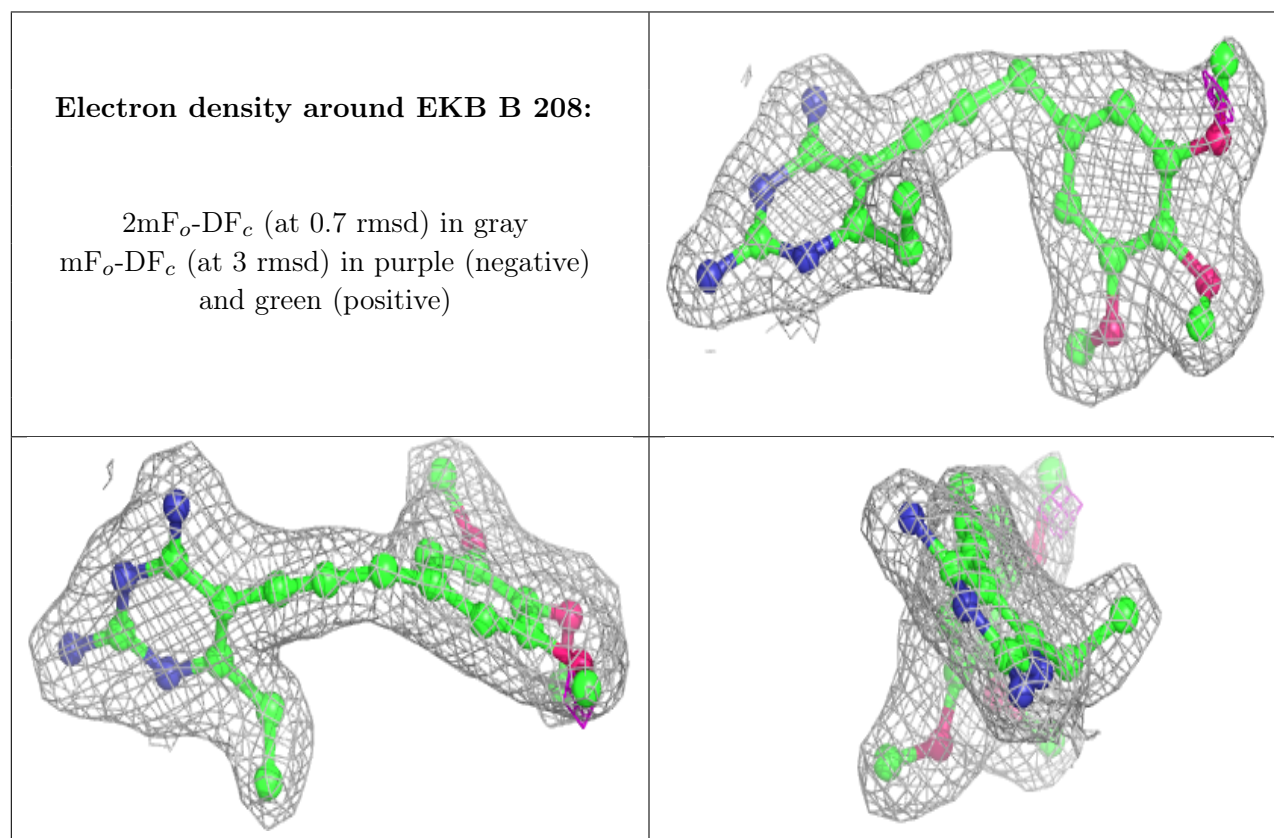 Electron density around EKB B 208:
2mFo-DFc (at 0.7 rmsd) in gray
mFo-DFc (at 3 rmsd) in purple (negative)
and green (positive)